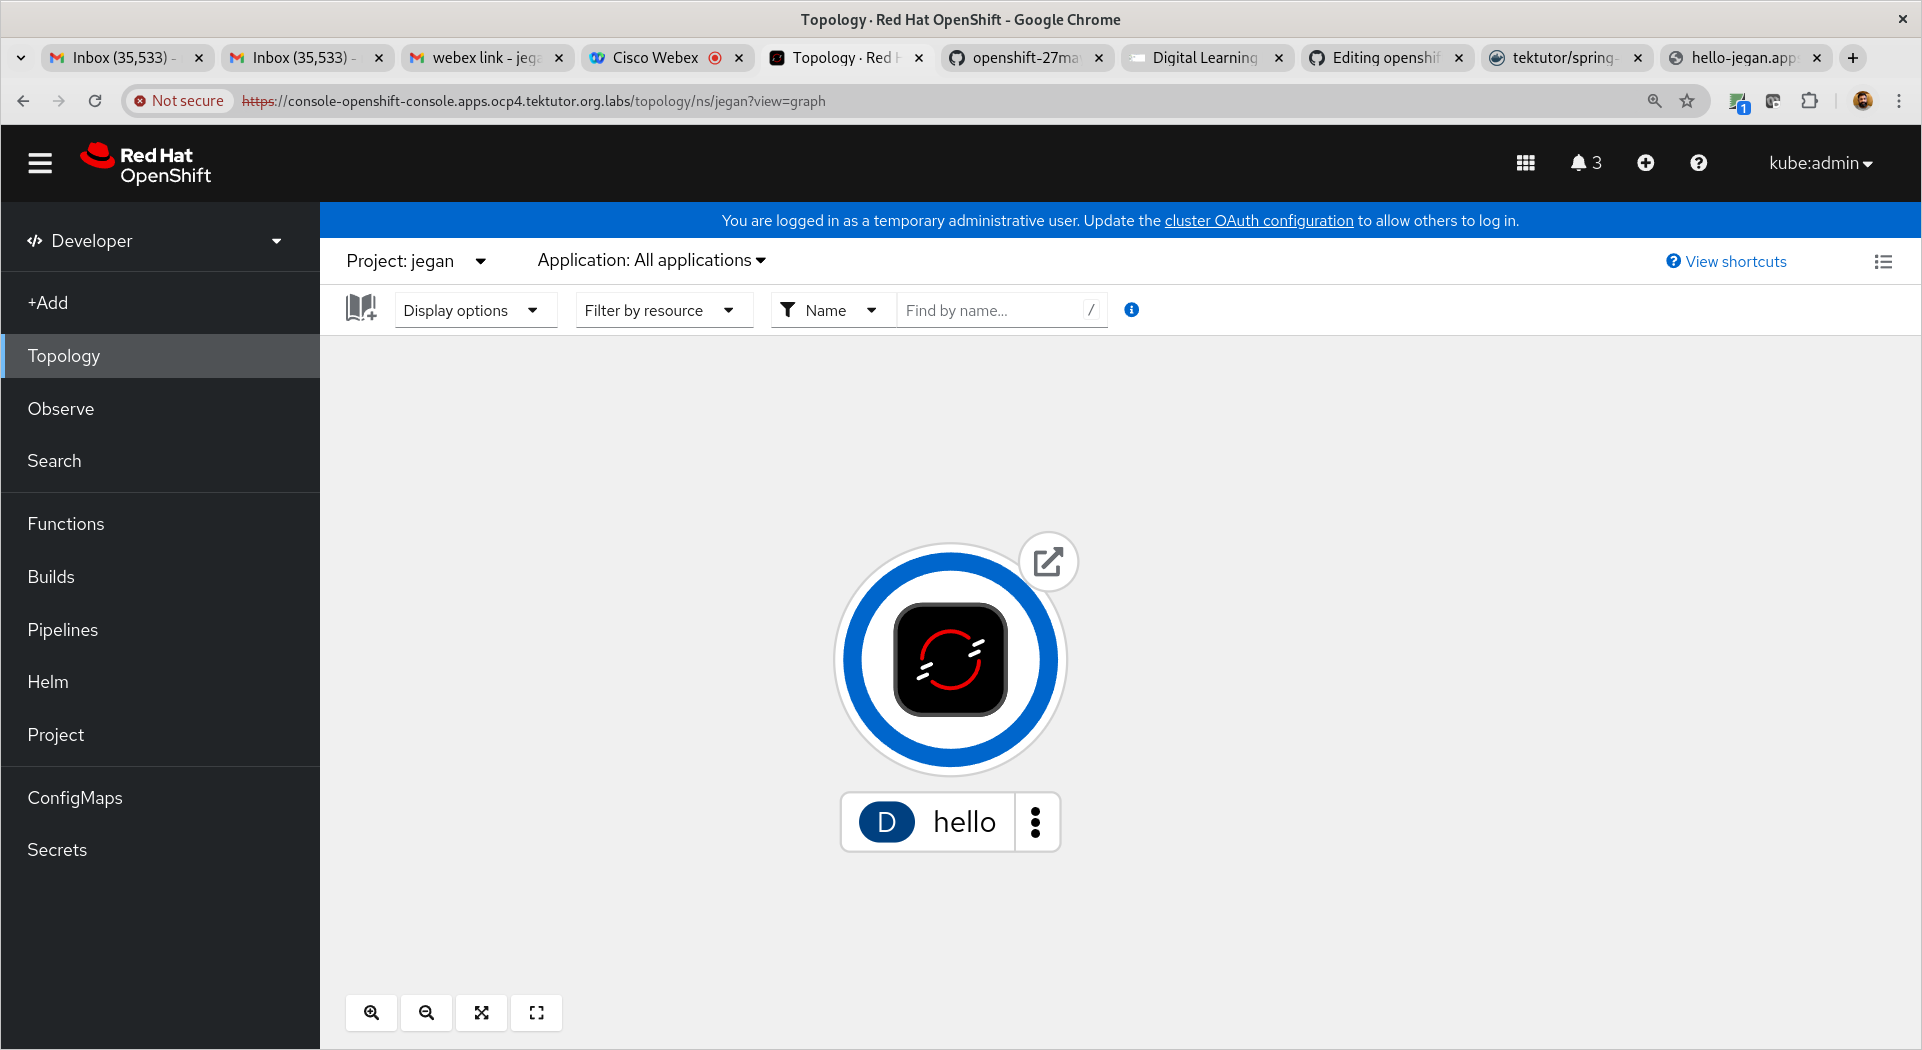 Topology · Red Hat OpenShift - Google Chrome
Inbox (35,533) -
Inbox (35,533) -
webex link - jega
Cisco Webex
Topology · Red H
openshift-27ma
Digital Learning
Editing openshif
tektutor/spring-
hello-jegan.apps
Not secure
https://console-openshift-console.apps.ocp4.tektutor.org.labs/topology/ns/jegan?view=graph
1
Red Hat
OpenShift
3
kube:admin
Developer
You are logged in as a temporary administrative user. Update the cluster OAuth configuration to allow others to log in.
Project: jegan
Application: All applications
View shortcuts
+Add
Display options
Filter by resource
Name
Find by name...
/
Topology
Observe
Search
Functions
Builds
Pipelines
Helm
Project
ConfigMaps
Secrets
D hello